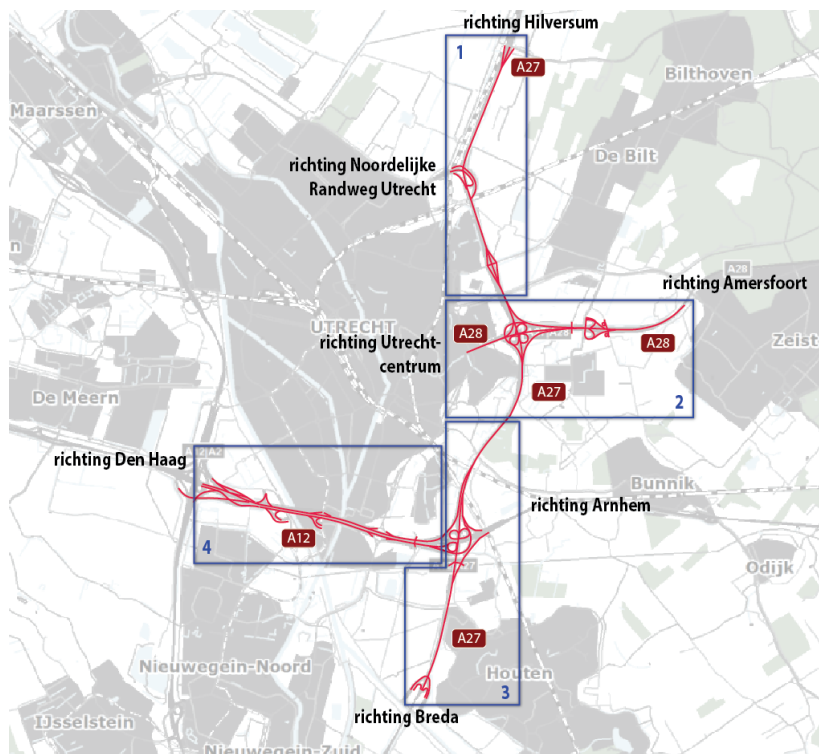 richting Hilversum
1
A27
Bilthoven
Maarssen
De Bilt
richting Noordelijke
Randweg Utrecht
A28
richting Amersfoort
UTRECHT
A28
richting Utrecht-
centrum
A28
Zeist
De Meern
A27
2
richting Den Haag
A2
Bunnik
richting Arnhem
A12
4
Odijk
A27
Nieuwegein-Noord
Houten
3
richting Breda
IJsselstein
Nieuwegein-Zuid